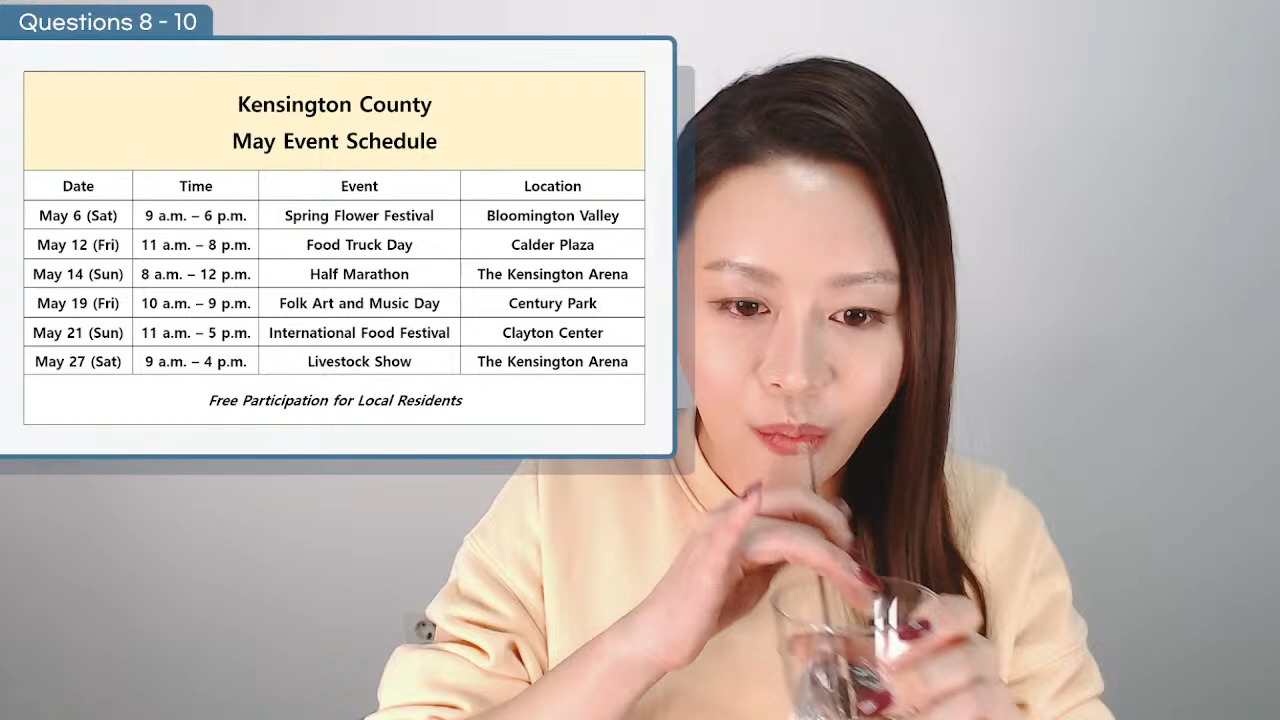 Questions 8 - 10
Kensington County
May Event Schedule
Date Time Event Location
May 6 (Sat) 9 a.m. – 6 p.m. Spring Flower Festival Bloomington Valley
May 12 (Fri) 11 a.m. – 8 p.m. Food Truck Day Calder Plaza
May 14 (Sun) 8 a.m. – 12 p.m. Half Marathon The Kensington Arena
May 19 (Fri) 10 a.m. – 9 p.m. Folk Art and Music Day Century Park
May 21 (Sun) 11 a.m. – 5 p.m. International Food Festival Clayton Center
May 27 (Sat) 9 a.m. – 4 p.m. Livestock Show The Kensington Arena
Free Participation for Local Residents